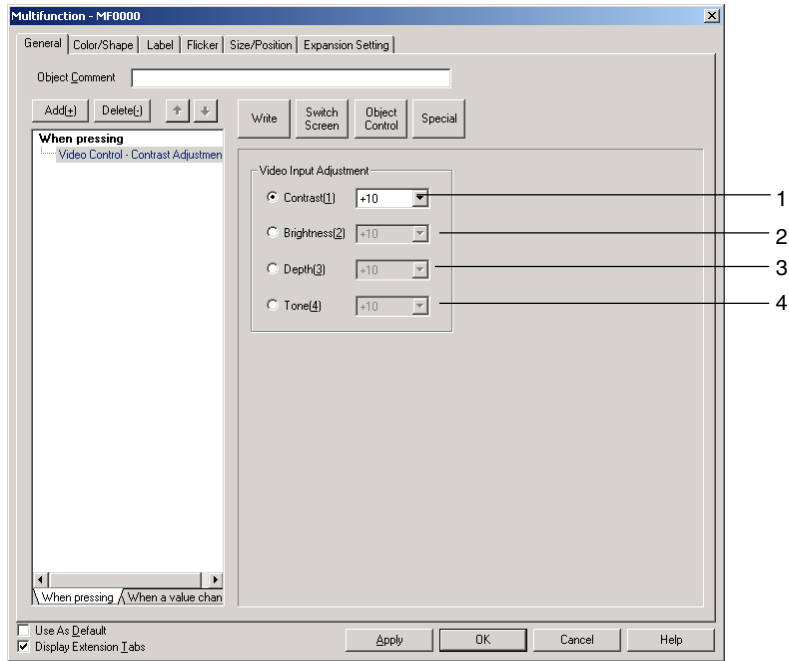 Multifunction - MF0000
General Color/Shape Label Flicker Size/Position Expansion Setting
Object Comment
Add(+) Delete(-)
Write Switch Screen Object Control Special
When pressing
Video Control - Contrast Adjustmen
Video Input Adjustment
Contrast(1) +10 1
Brightness(2) +10 2
Depth(3) +10 3
Tone(4) +10 4
When pressing When a value chan
Use As Default
Display Extension Tabs
Apply OK Cancel Help